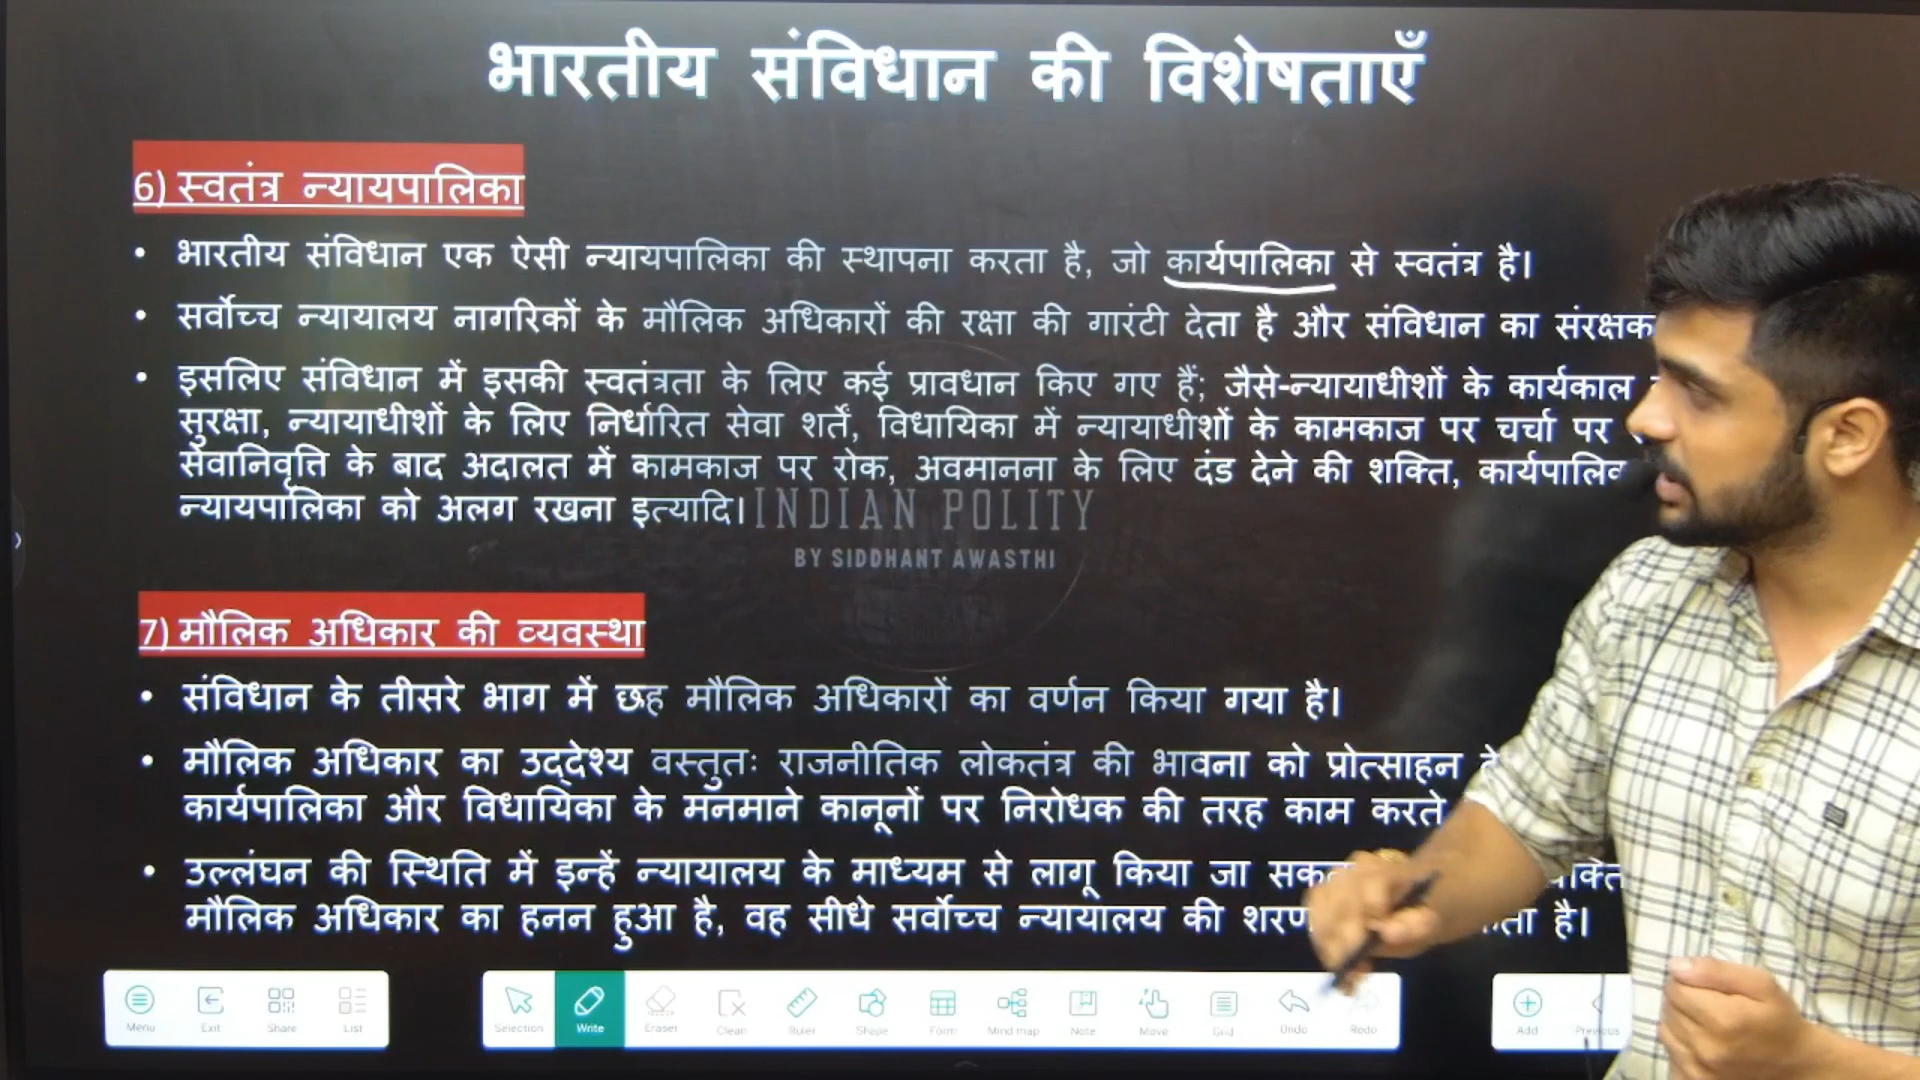 भारतीय संविधान की विशेषताएँ
6) स्वतंत्र न्यायपालिका
• भारतीय संविधान एक ऐसी न्यायपालिका की स्थापना करता है, जो कार्यपालिका से स्वतंत्र है।
• सर्वोच्च न्यायालय नागरिकों के मौलिक अधिकारों की रक्षा की गारंटी देता है और संविधान का संरक्षक
• इसलिए संविधान में इसकी स्वतंत्रता के लिए कई प्रावधान किए गए हैं; जैसे-न्यायाधीशों के कार्यकाल
सुरक्षा, न्यायाधीशों के लिए निर्धारित सेवा शर्तें, विधायिका में न्यायाधीशों के कामकाज पर चर्चा पर
सेवानिवृत्ति के बाद अदालत में कामकाज पर रोक, अवमानना के लिए दंड देने की शक्ति,
न्यायपालिका को अलग रखना इत्यादि।
INDIAN POLITY
BY SIDDHANT AWASTHI
7) मौलिक अधिकार की व्यवस्था
• संविधान के तीसरे भाग में छह मौलिक अधिकारों का वर्णन किया गया है।
• मौलिक अधिकार का उद्देश्य वस्तुतः राजनीतिक लोकतंत्र की भावना को प्रोत्साहन
कार्यपालिका और विधायिका के मनमाने कानूनों पर निरोधक की तरह काम करते
• उल्लंघन की स्थिति में इन्हें न्यायालय के माध्यम से लागू किया जा
मौलिक अधिकार का हनन हुआ है, वह सीधे सर्वोच्च न्यायालय की शरण है।
Menu Exit Share List Selection Write Eraser Clean Ruler Shape Form Mind map Note Move Grid Undo Redo Add